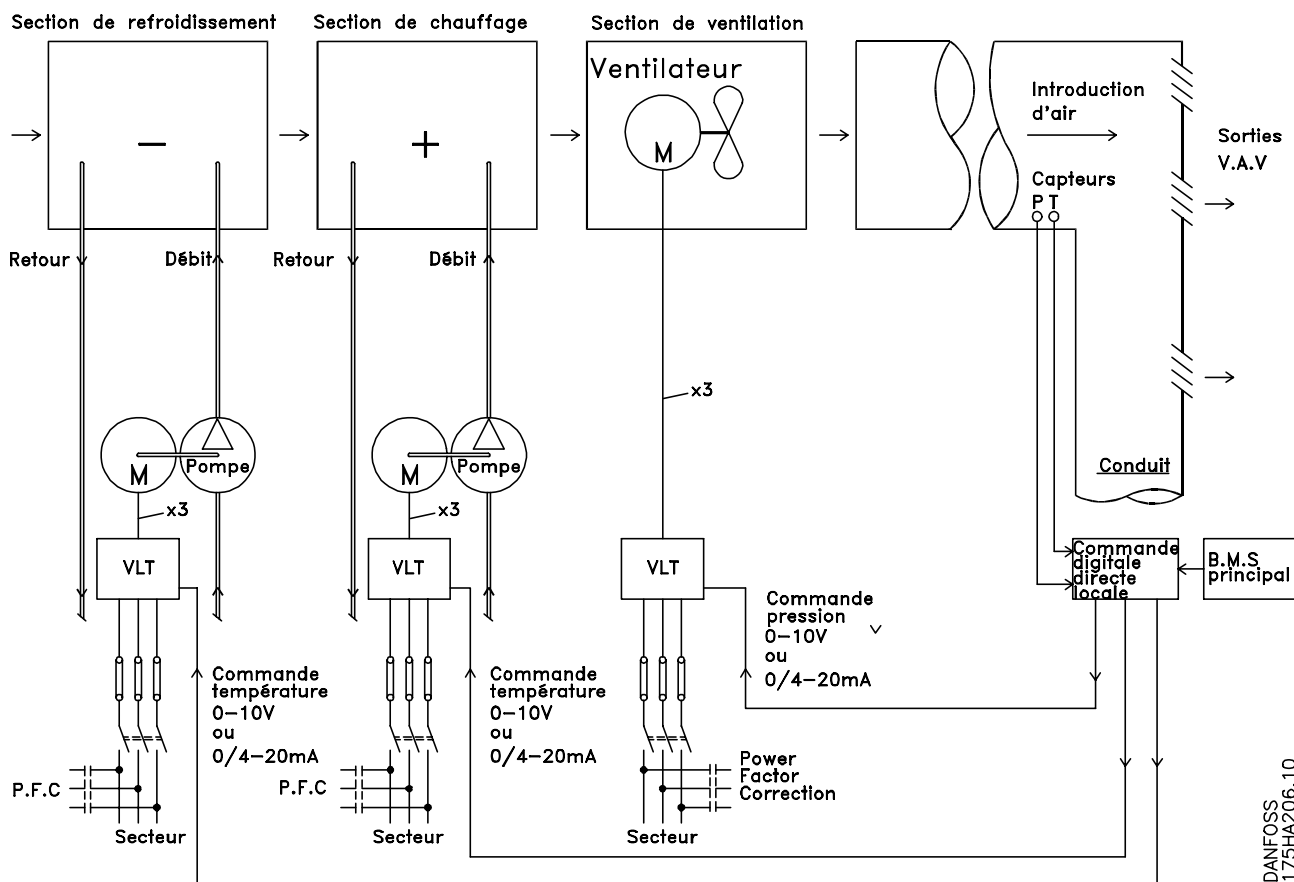 Section de refroidissement
Section de chauffage
Section de ventilation
Ventilateur
M
−
+
Introduction
d'air
Sorties
V.A.V
Capteurs
P T
Retour
Débit
Retour
Débit
x3
M
Pompe
M
Pompe
Conduit
x3
x3
VLT
VLT
VLT
Commande
digitale
directe
locale
B.M.S
principal
Commande
pression
0-10V
ou
0/4-20mA
Commande
température
0-10V
ou
0/4-20mA
Commande
température
0-10V
ou
0/4-20mA
P.F.C
P.F.C
Power
Factor
Correction
Secteur
Secteur
Secteur
DANFOSS
175HA206.10